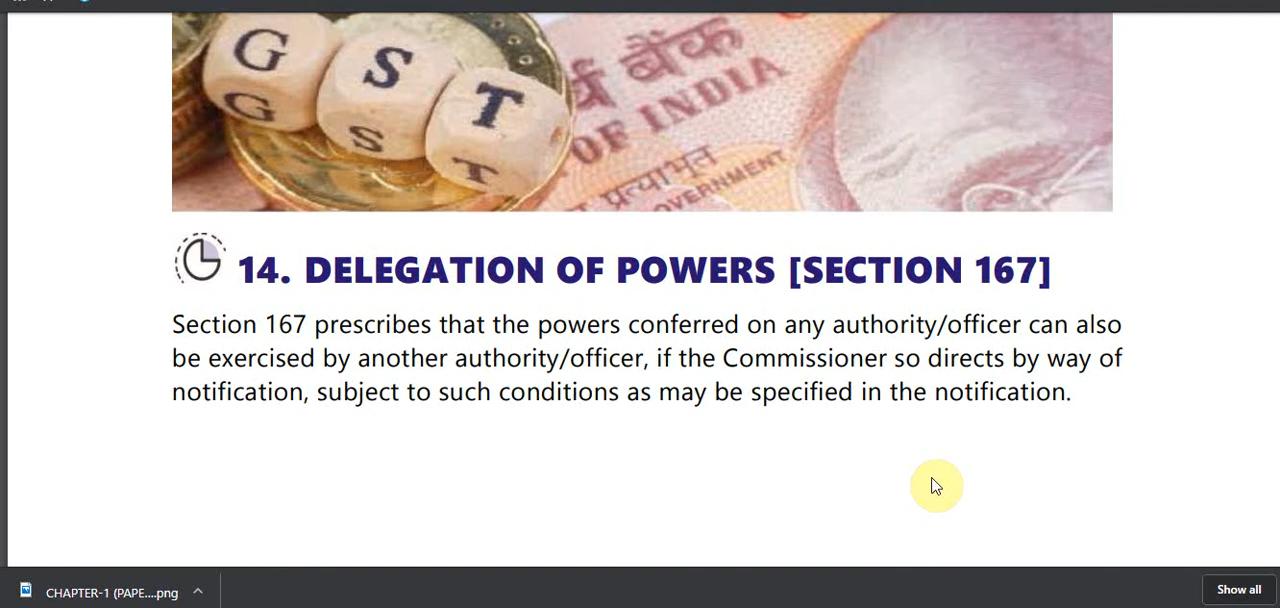 G S T
G S T
र्व बैंक
OF INDIA
प्रत्याभूत
GOVERNMENT
14. DELEGATION OF POWERS [SECTION 167]
Section 167 prescribes that the powers conferred on any authority/officer can also
be exercised by another authority/officer, if the Commissioner so directs by way of
notification, subject to such conditions as may be specified in the notification.
CHAPTER-1 (PAPE....png
Show all